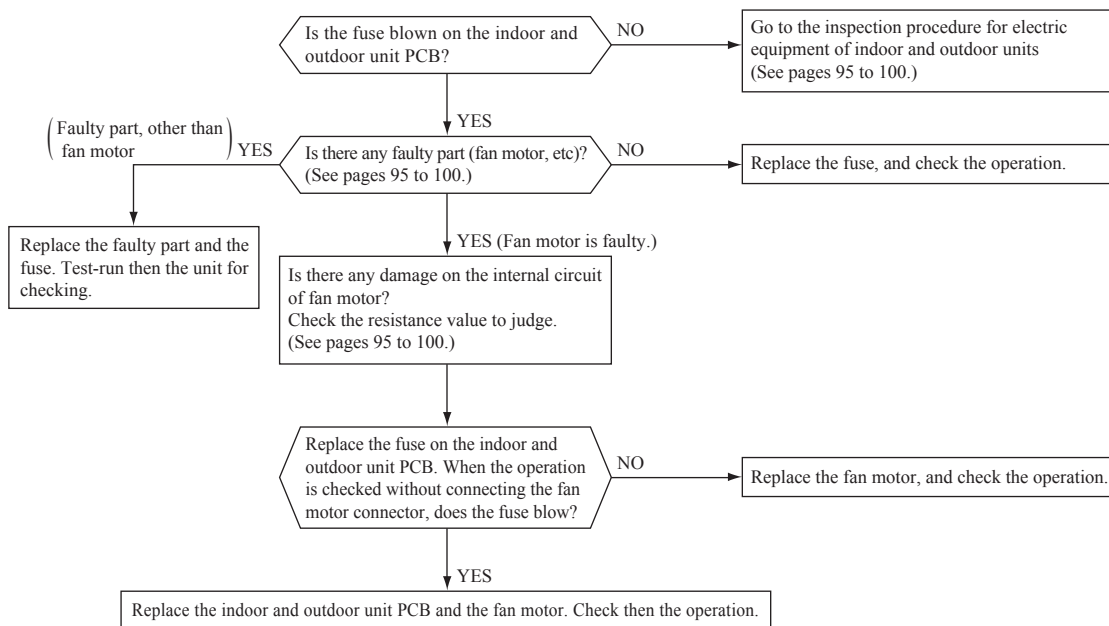 Is the fuse blown on the indoor and
outdoor unit PCB?
NO
Go to the inspection procedure for electric
equipment of indoor and outdoor units
(See pages 95 to 100.)
YES
(Faulty part, other than
fan motor)
YES
Is there any faulty part (fan motor, etc)?
(See pages 95 to 100.)
NO
Replace the fuse, and check the operation.
Replace the faulty part and the
fuse. Test-run then the unit for
checking.
YES (Fan motor is faulty.)
Is there any damage on the internal circuit
of fan motor?
Check the resistance value to judge.
(See pages 95 to 100.)
Replace the fuse on the indoor and
outdoor unit PCB. When the operation
is checked without connecting the fan
motor connector, does the fuse blow?
NO
Replace the fan motor, and check the operation.
YES
Replace the indoor and outdoor unit PCB and the fan motor. Check then the operation.